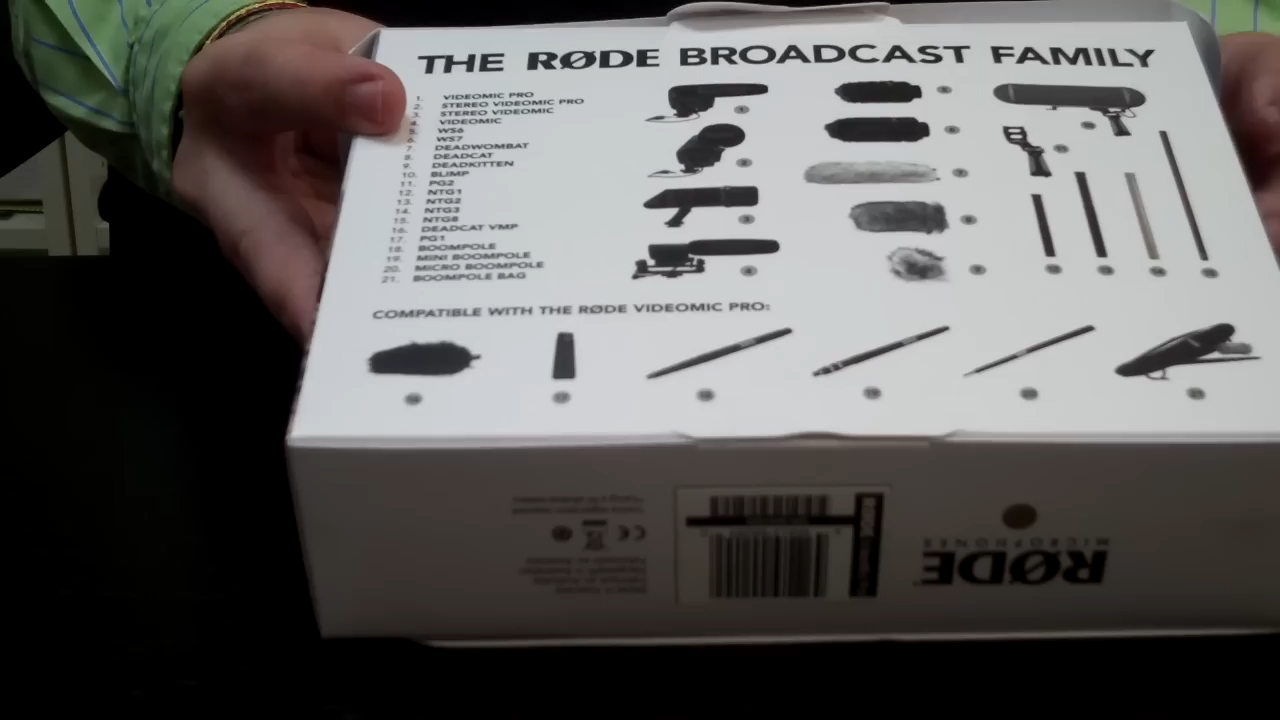 THE RØDE BROADCAST FAMILY
1. VIDEOMIC PRO
2. STEREO VIDEOMIC PRO
3. STEREO VIDEOMIC
4. VIDEOMIC
5. WS6
6. WS7
7. DEADWOMBAT
8. DEADCAT
9. DEADKITTEN
10. BLIMP
11. PG2
12. NTG1
13. NTG2
14. NTG3
15. NTG8
16. DEADCAT VMP
17. PG1
18. BOOMPOLE
19. MINI BOOMPOLE
20. MICRO BOOMPOLE
21. BOOMPOLE BAG
COMPATIBLE WITH THE RØDE VIDEOMIC PRO:
RØDE
MICROPHONES